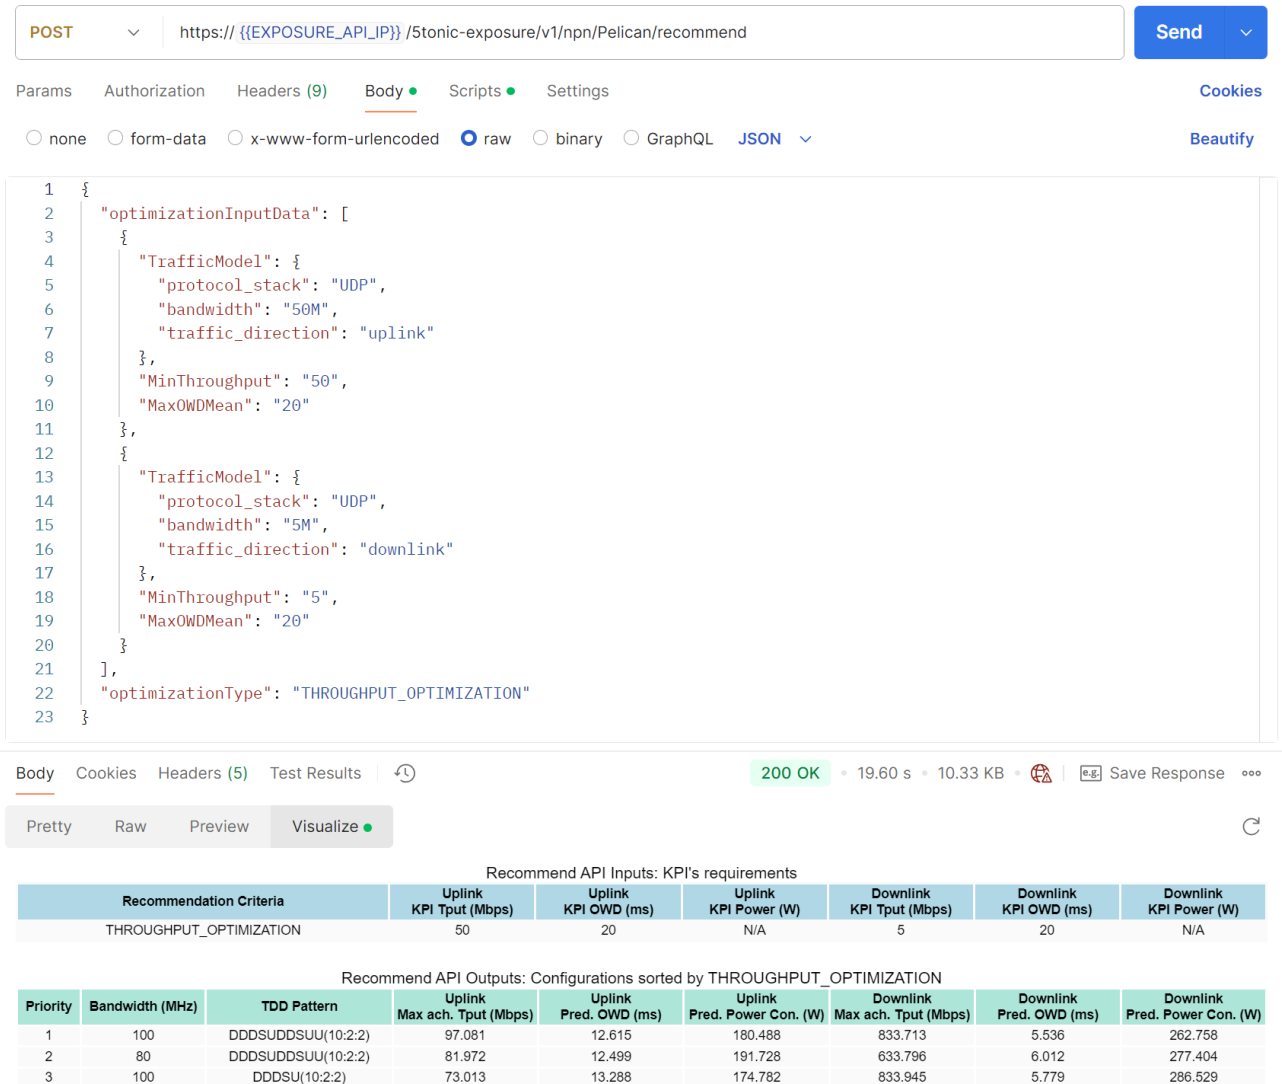 POST https:// {{EXPOSURE_API_IP}} /5tonic-exposure/v1/npn/Pelican/recommend Send
Params Authorization Headers (9) Body Scripts Settings Cookies
none form-data x-www-form-urlencoded raw binary GraphQL JSON Beautify
1 {
2 "optimizationInputData": [
3 {
4 "TrafficModel": {
5 "protocol_stack": "UDP",
6 "bandwidth": "50M",
7 "traffic_direction": "uplink"
8 },
9 "MinThroughput": "50",
10 "MaxOWDMean": "20"
11 },
12 {
13 "TrafficModel": {
14 "protocol_stack": "UDP",
15 "bandwidth": "5M",
16 "traffic_direction": "downlink"
17 },
18 "MinThroughput": "5",
19 "MaxOWDMean": "20"
20 }
21 ],
22 "optimizationType": "THROUGHPUT_OPTIMIZATION"
23 }
Body Cookies Headers (5) Test Results 200 OK 19.60 s 10.33 KB e.g. Save Response
Pretty Raw Preview Visualize
Recommend API Inputs: KPI's requirements
Recommendation Criteria Uplink KPI Tput (Mbps) Uplink KPI OWD (ms) Uplink KPI Power (W) Downlink KPI Tput (Mbps) Downlink KPI OWD (ms) Downlink KPI Power (W)
THROUGHPUT_OPTIMIZATION 50 20 N/A 5 20 N/A
Recommend API Outputs: Configurations sorted by THROUGHPUT_OPTIMIZATION
Priority Bandwidth (MHz) TDD Pattern Uplink Max ach. Tput (Mbps) Uplink Pred. OWD (ms) Uplink Pred. Power Con. (W) Downlink Max ach. Tput (Mbps) Downlink Pred. OWD (ms) Downlink Pred. Power Con. (W)
1 100 DDDSUDDSUU(10:2:2) 97.081 12.615 180.488 833.713 5.536 262.758
2 80 DDDSUDDSUU(10:2:2) 81.972 12.499 191.728 633.796 6.012 277.404
3 100 DDDSU(10:2:2) 73.013 13.288 174.782 833.945 5.779 286.529